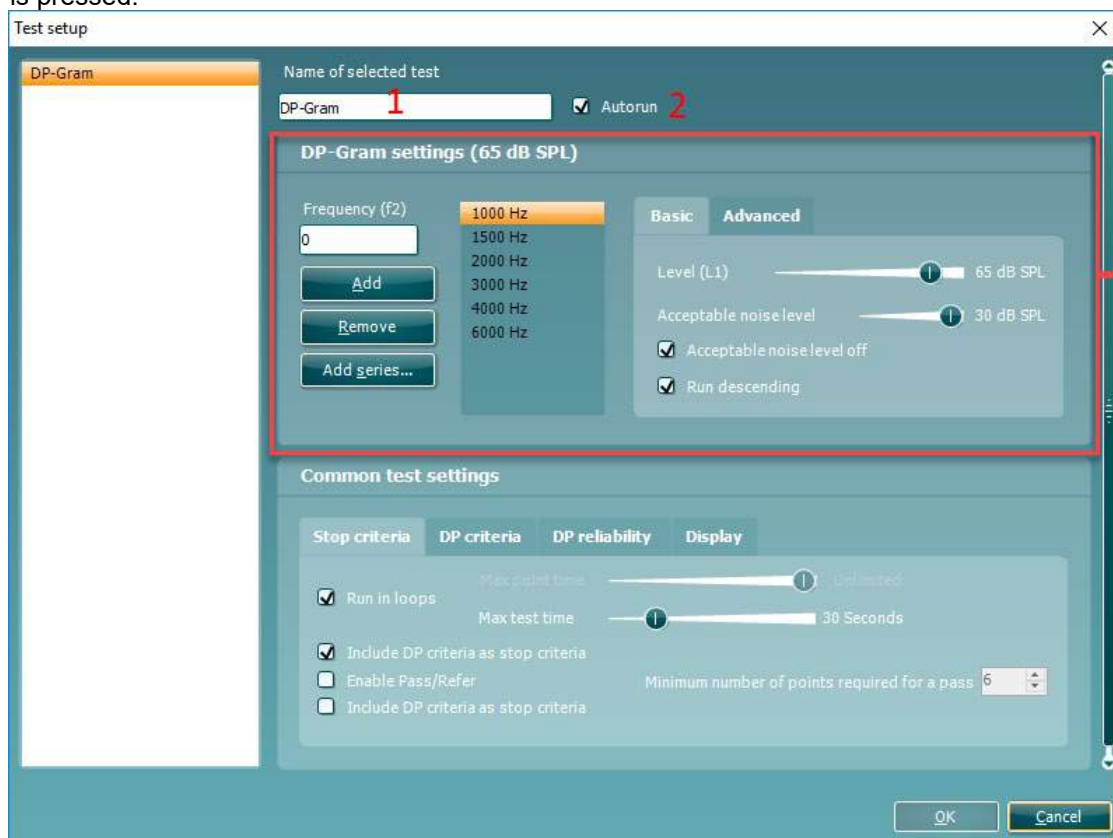 is pressed.
Test setup
DP-Gram
Name of selected test
DP-Gram 1
Autorun 2
DP-Gram settings (65 dB SPL)
Frequency (f2)
0
Add
Remove
Add series...
1000 Hz
1500 Hz
2000 Hz
3000 Hz
4000 Hz
6000 Hz
Basic Advanced
Level (L1) 65 dB SPL
Acceptable noise level 30 dB SPL
Acceptable noise level off
Run descending
Common test settings
Stop criteria DP criteria DP reliability Display
Max point time Unlimited
Run in loops
Max test time 30 Seconds
Include DP criteria as stop criteria
Enable Pass/Refer Minimum number of points required for a pass 6
Include DP criteria as stop criteria
OK Cancel